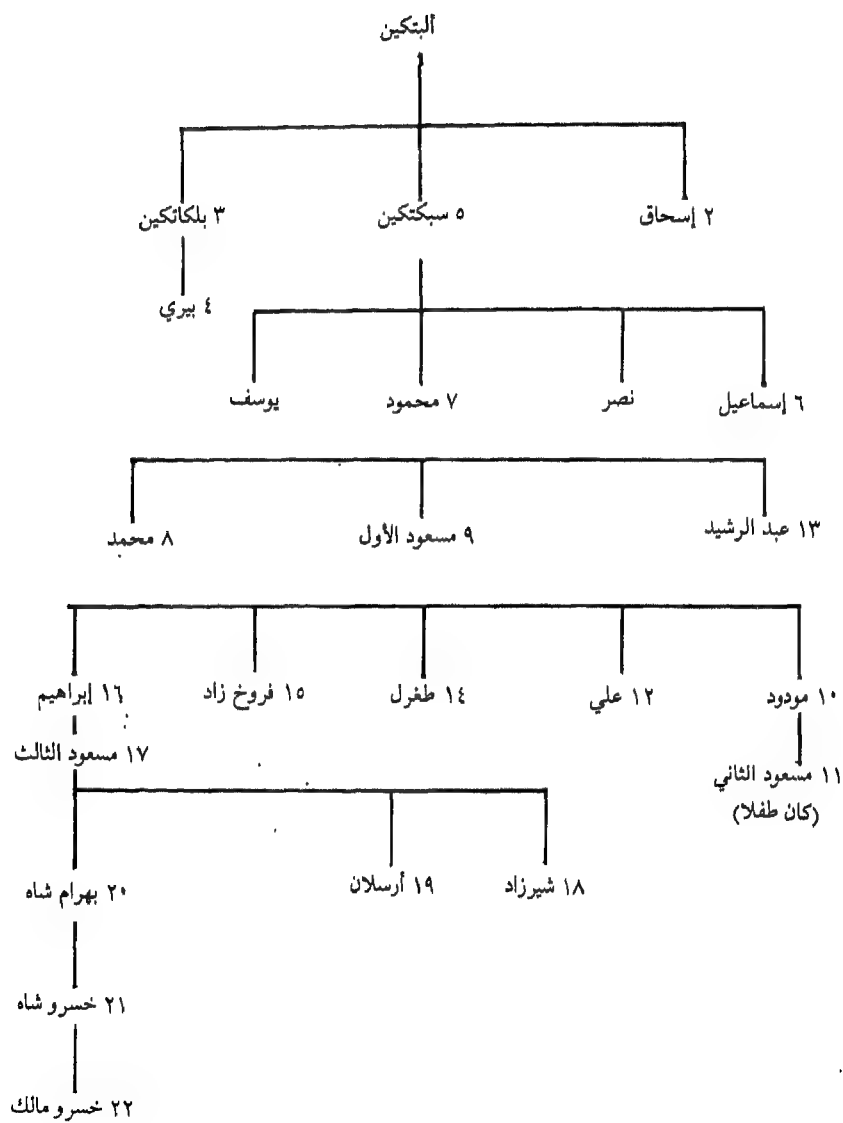 ألبتكين
٢ إسحاق
٥ سبكتكين
٣ بلكاتكين
٤ بيري
٦ إسماعيل
نصر
٧ محمود
يوسف
١٣ عبد الرشيد
٩ مسعود الأول
٨ محمد
١٠ مودود
١٢ علي
١٤ طغرل
١٥ فروخ زاد
١٦ إبراهيم
١١ مسعود الثاني
(كان طفلا)
١٧ مسعود الثالث
١٨ شيرزاد
١٩ أرسلان
٢٠ بهرام شاه
٢١ خسرو شاه
٢٢ خسرو مالك